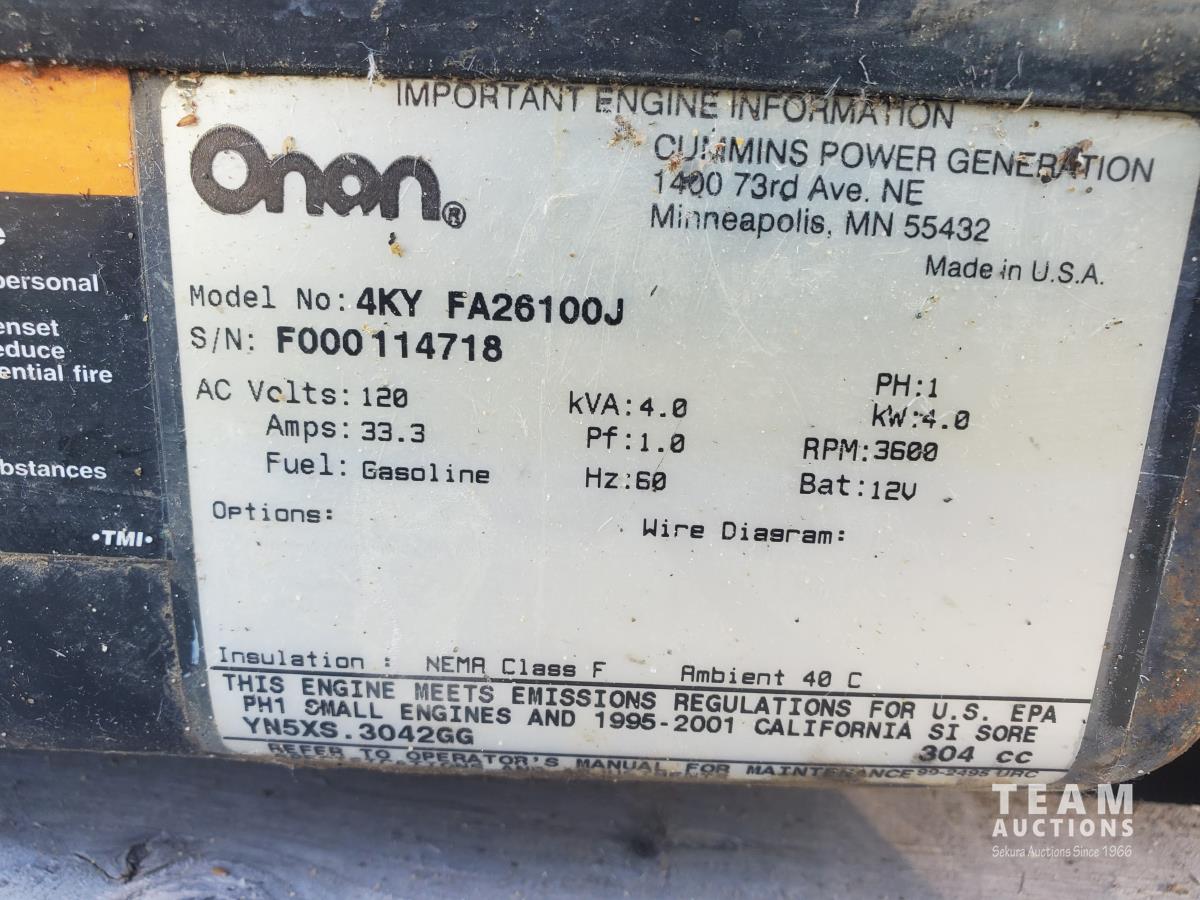 IMPORTANT ENGINE INFORMATION
Onan®
CUMMINS POWER GENERATION
1400 73rd Ave. NE
Minneapolis, MN 55432
Made in U.S.A.
Model No: 4KY FA26100J
S/N: F000114718
AC Volts: 120 kVA: 4.0 PH: 1
Amps: 33.3 Pf: 1.0 kW: 4.0
Fuel: Gasoline Hz: 60 RPM: 3600
Bat: 12V
Options: Wire Diagram:
Insulation : NEMA Class F Ambient 40 C
THIS ENGINE MEETS EMISSIONS REGULATIONS FOR U.S. EPA
PH1 SMALL ENGINES AND 1995-2001 CALIFORNIA SI SORE
YN5XS.3042GG 304 cc
REFER TO OPERATOR'S MANUAL FOR MAINTENANCE
personal
enset
educe
ential fire
bstances
•TMI•
TEAM
AUCTIONS
Sekura Auctions Since 1966